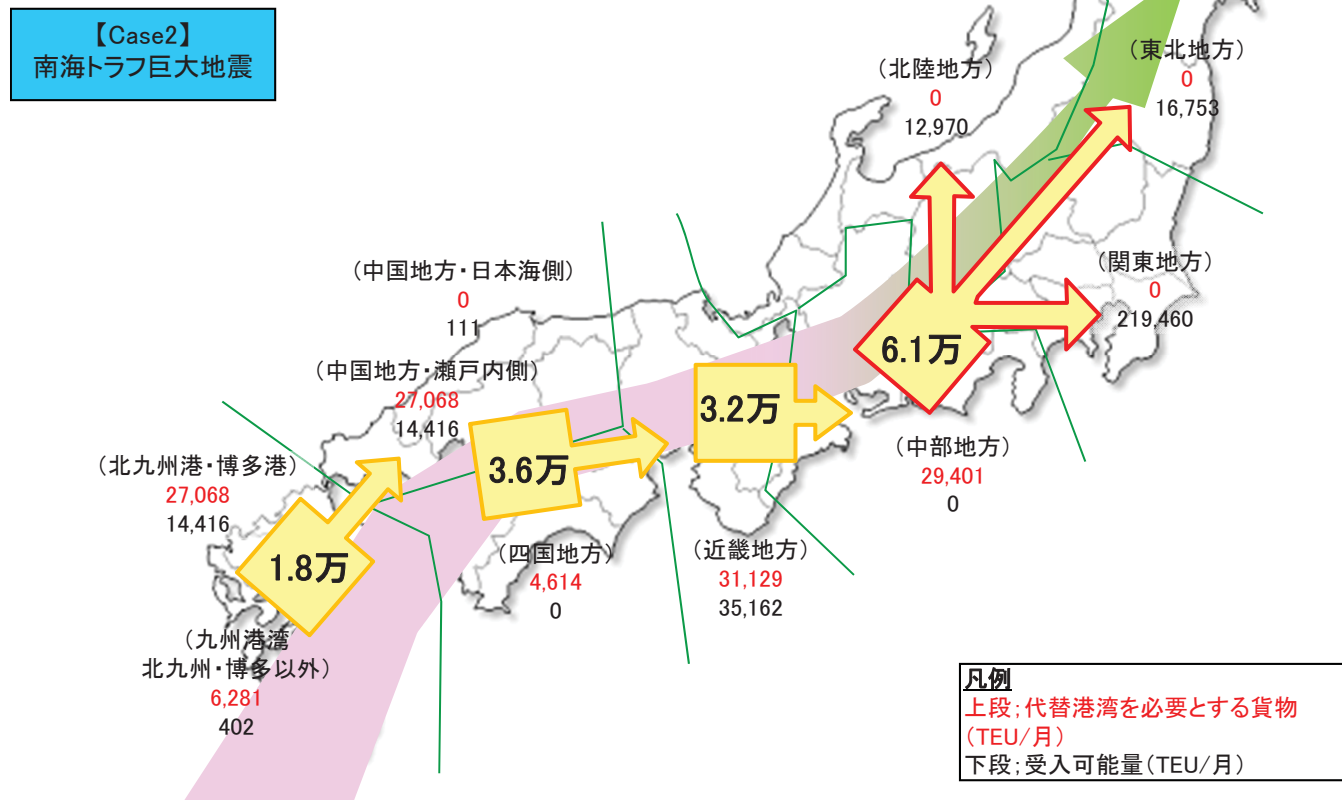 【Case2】
南海トラフ巨大地震
（東北地方）
0
16,753
（北陸地方）
0
12,970
（関東地方）
0
219,460
（中国地方・日本海側）
0
111
6.1万
（中国地方・瀬戸内側）
27,068
14,416
3.2万
（中部地方）
29,401
0
3.6万
（北九州港・博多港）
27,068
14,416
（四国地方）
4,614
0
（近畿地方）
31,129
35,162
1.8万
（九州港湾
北九州・博多以外）
6,281
402
凡例
上段；代替港湾を必要とする貨物
（TEU/月）
下段；受入可能量（TEU/月）